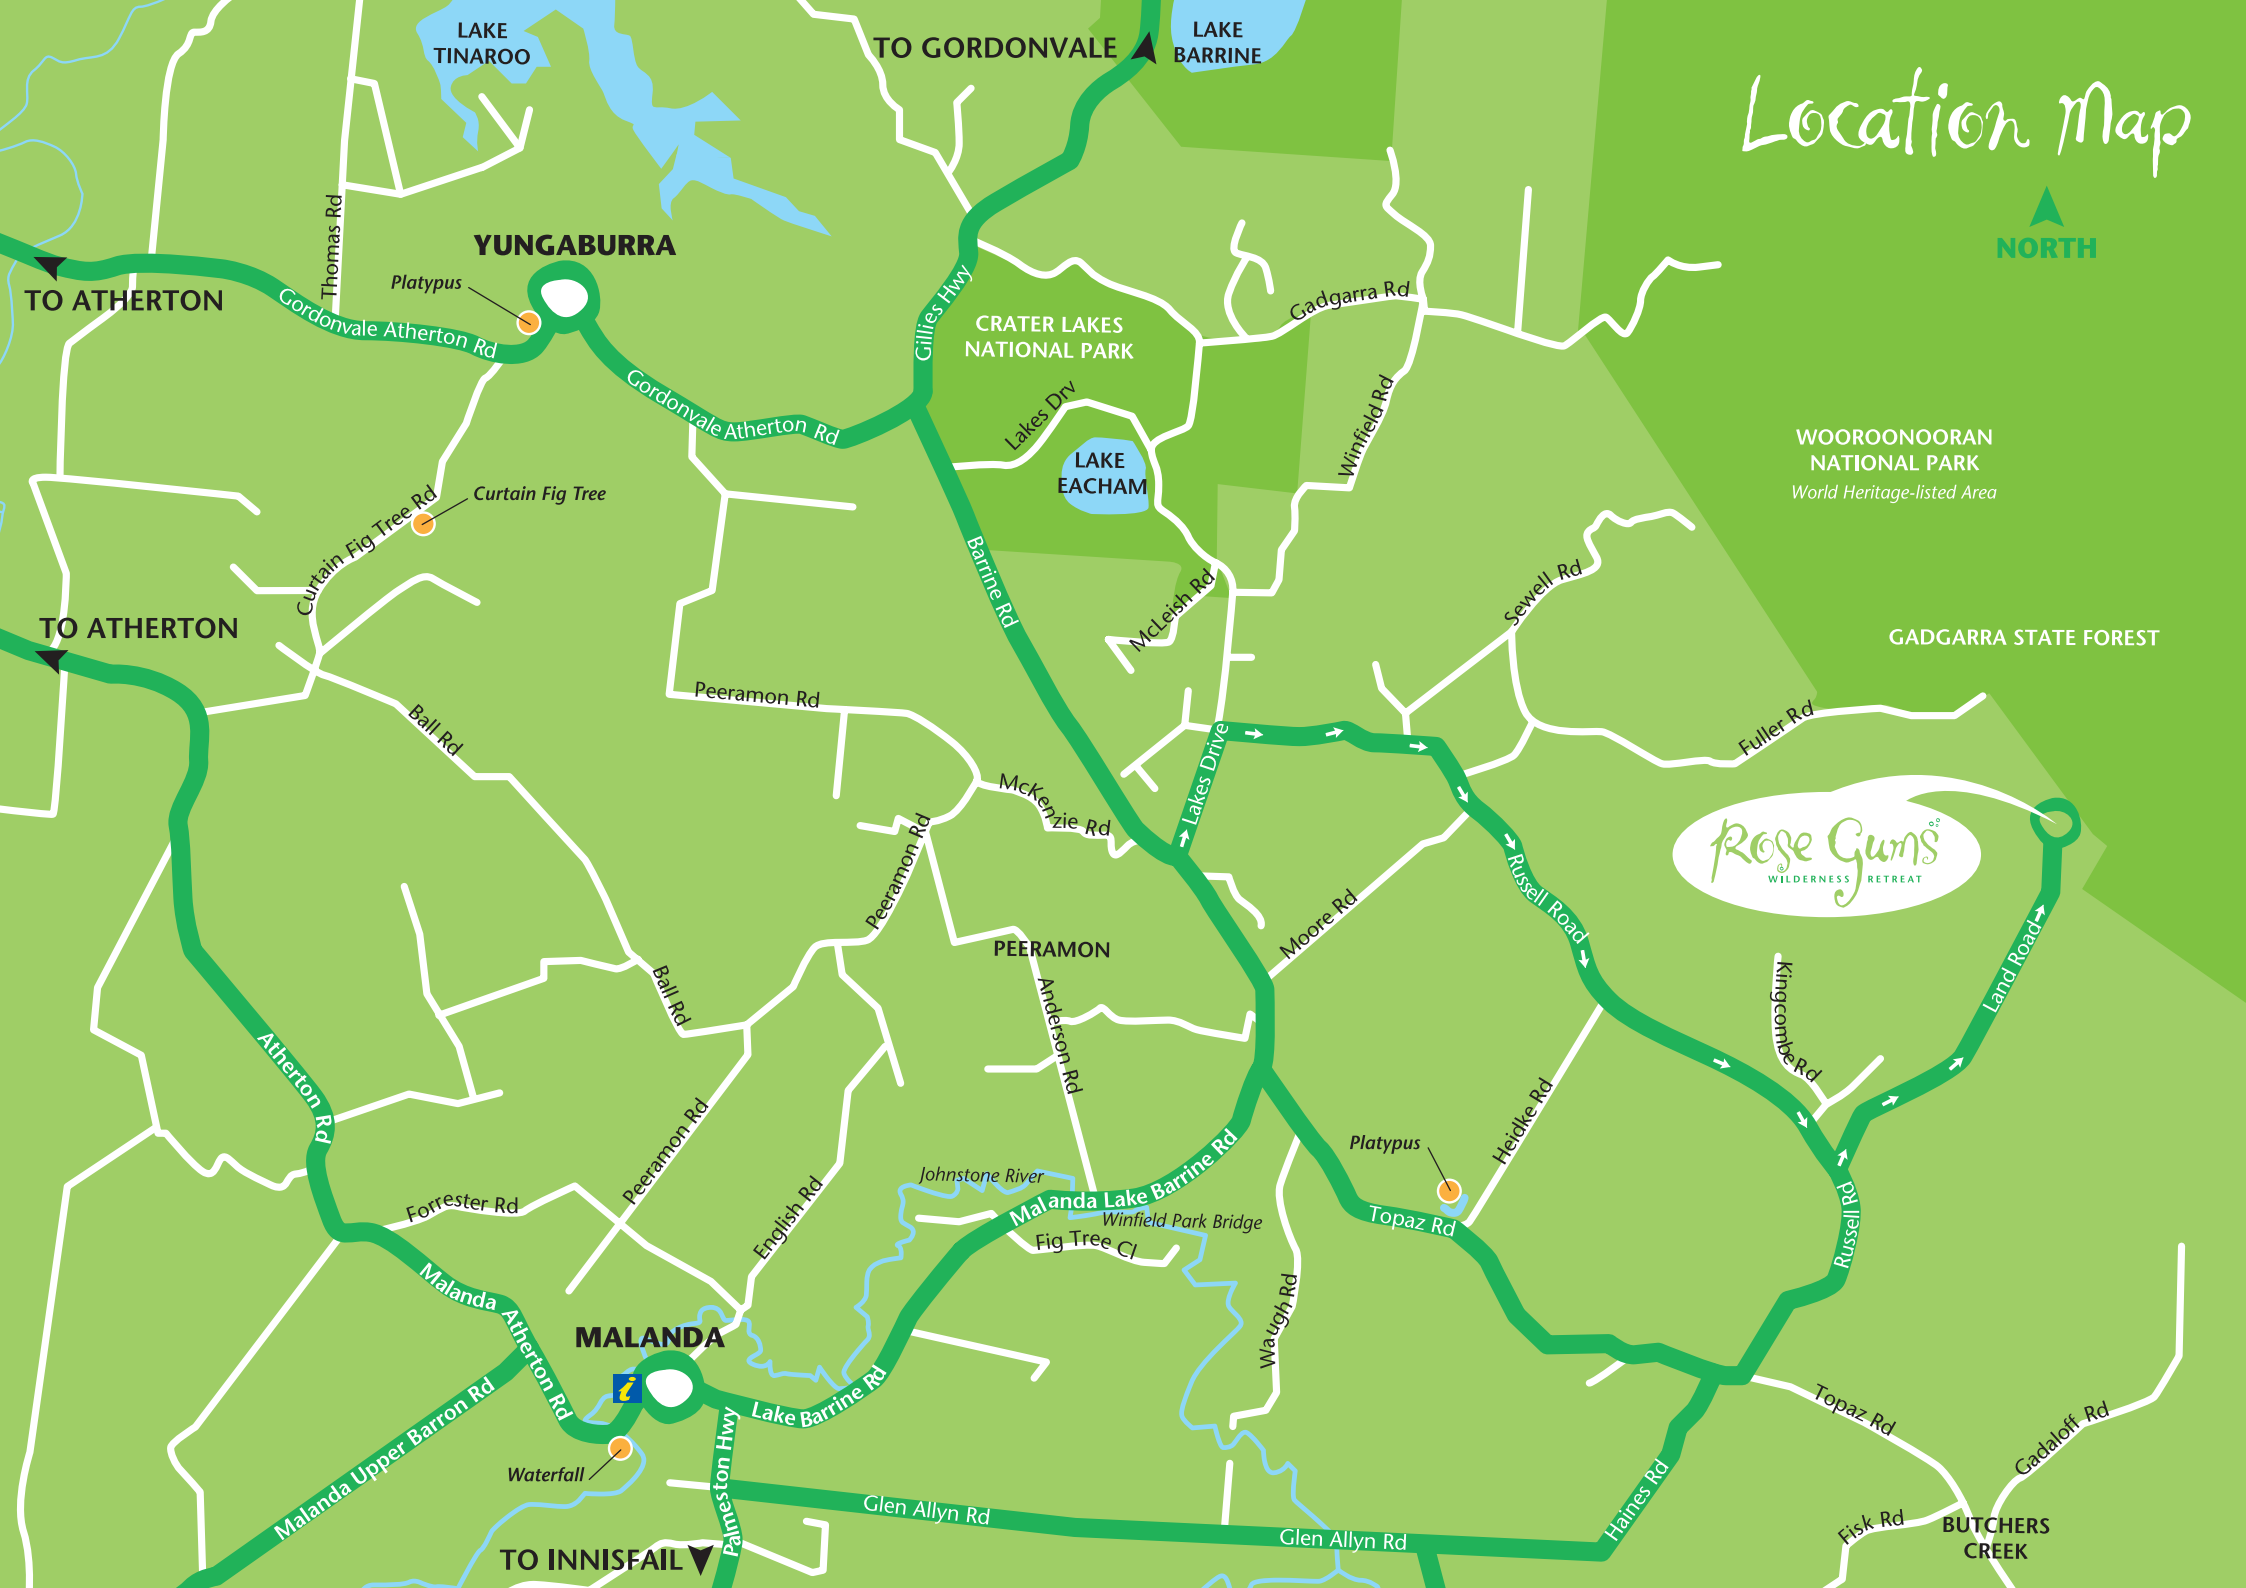 LAKE
TINAROO
TO GORDONVALE
LAKE
BARRINE
Location Map
NORTH
Thomas Rd
YUNGABURRA
Platypus
TO ATHERTON
Gordonvale Atherton Rd
Gillies Hwy
CRATER LAKES
NATIONAL PARK
Gadgarra Rd
Gordonvale Atherton Rd
Lakes Drv
Winfield Rd
LAKE
EACHAM
WOOROONOORAN
NATIONAL PARK
World Heritage-listed Area
Curtain Fig Tree
Curtain Fig Tree Rd
Barrine Rd
McLeish Rd
Sewell Rd
TO ATHERTON
GADGARRA STATE FOREST
Peeramon Rd
Ball Rd
Fuller Rd
McKenzie Rd
Lakes Drive
Rose Gums
WILDERNESS RETREAT
Peeramon Rd
Russell Road
Moore Rd
PEERAMON
Ball Rd
Anderson Rd
Kingcombe Rd
Land Road
Atherton Rd
Peeramon Rd
Heidke Rd
Platypus
Johnstone River
Malanda Lake Barrine Rd
Winfield Park Bridge
Forrester Rd
English Rd
Fig Tree Cl
Topaz Rd
Russell Rd
Malanda Atherton Rd
Waugh Rd
MALANDA
i
Malanda Upper Barron Rd
Lake Barrine Rd
Palmeston Hwy
Topaz Rd
Gadaloff Rd
Waterfall
Glen Allyn Rd
Glen Allyn Rd
Haines Rd
Fisk Rd
BUTCHERS
CREEK
TO INNISFAIL